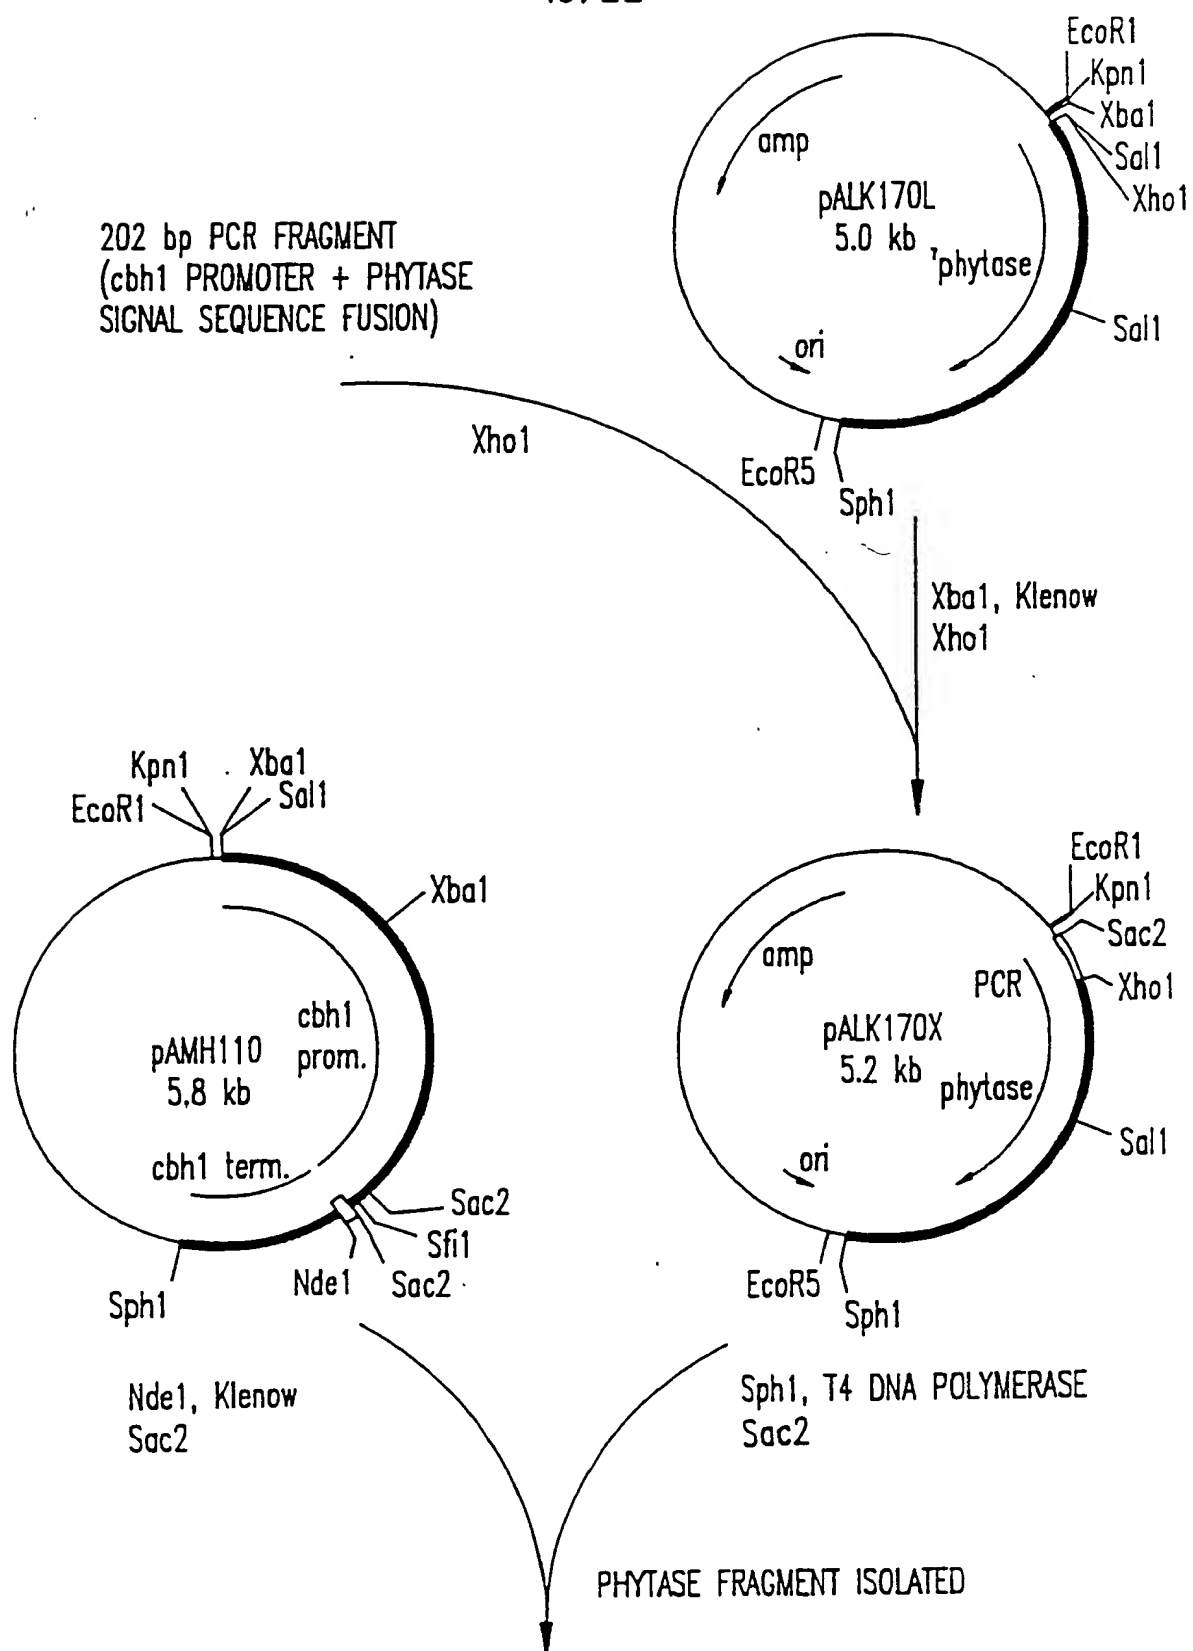 EcoR1
Kpn1
Xba1
Sal1
Xho1
amp
pALK170L
5.0 kb
phytase
ori
Sal1
EcoR5
Sph1
202 bp PCR FRAGMENT
(cbh1 PROMOTER + PHYTASE
SIGNAL SEQUENCE FUSION)
Xho1
Xba1, Klenow
Xho1
Kpn1
Xba1
EcoR1
Sal1
Xba1
cbh1
prom.
pAMH110
5.8 kb
cbh1 term.
Sac2
Sfi1
Sac2
Nde1
Sph1
EcoR1
Kpn1
Sac2
Xho1
amp
PCR
pALK170X
5.2 kb
phytase
ori
Sal1
EcoR5
Sph1
Nde1, Klenow
Sac2
Sph1, T4 DNA POLYMERASE
Sac2
PHYTASE FRAGMENT ISOLATED